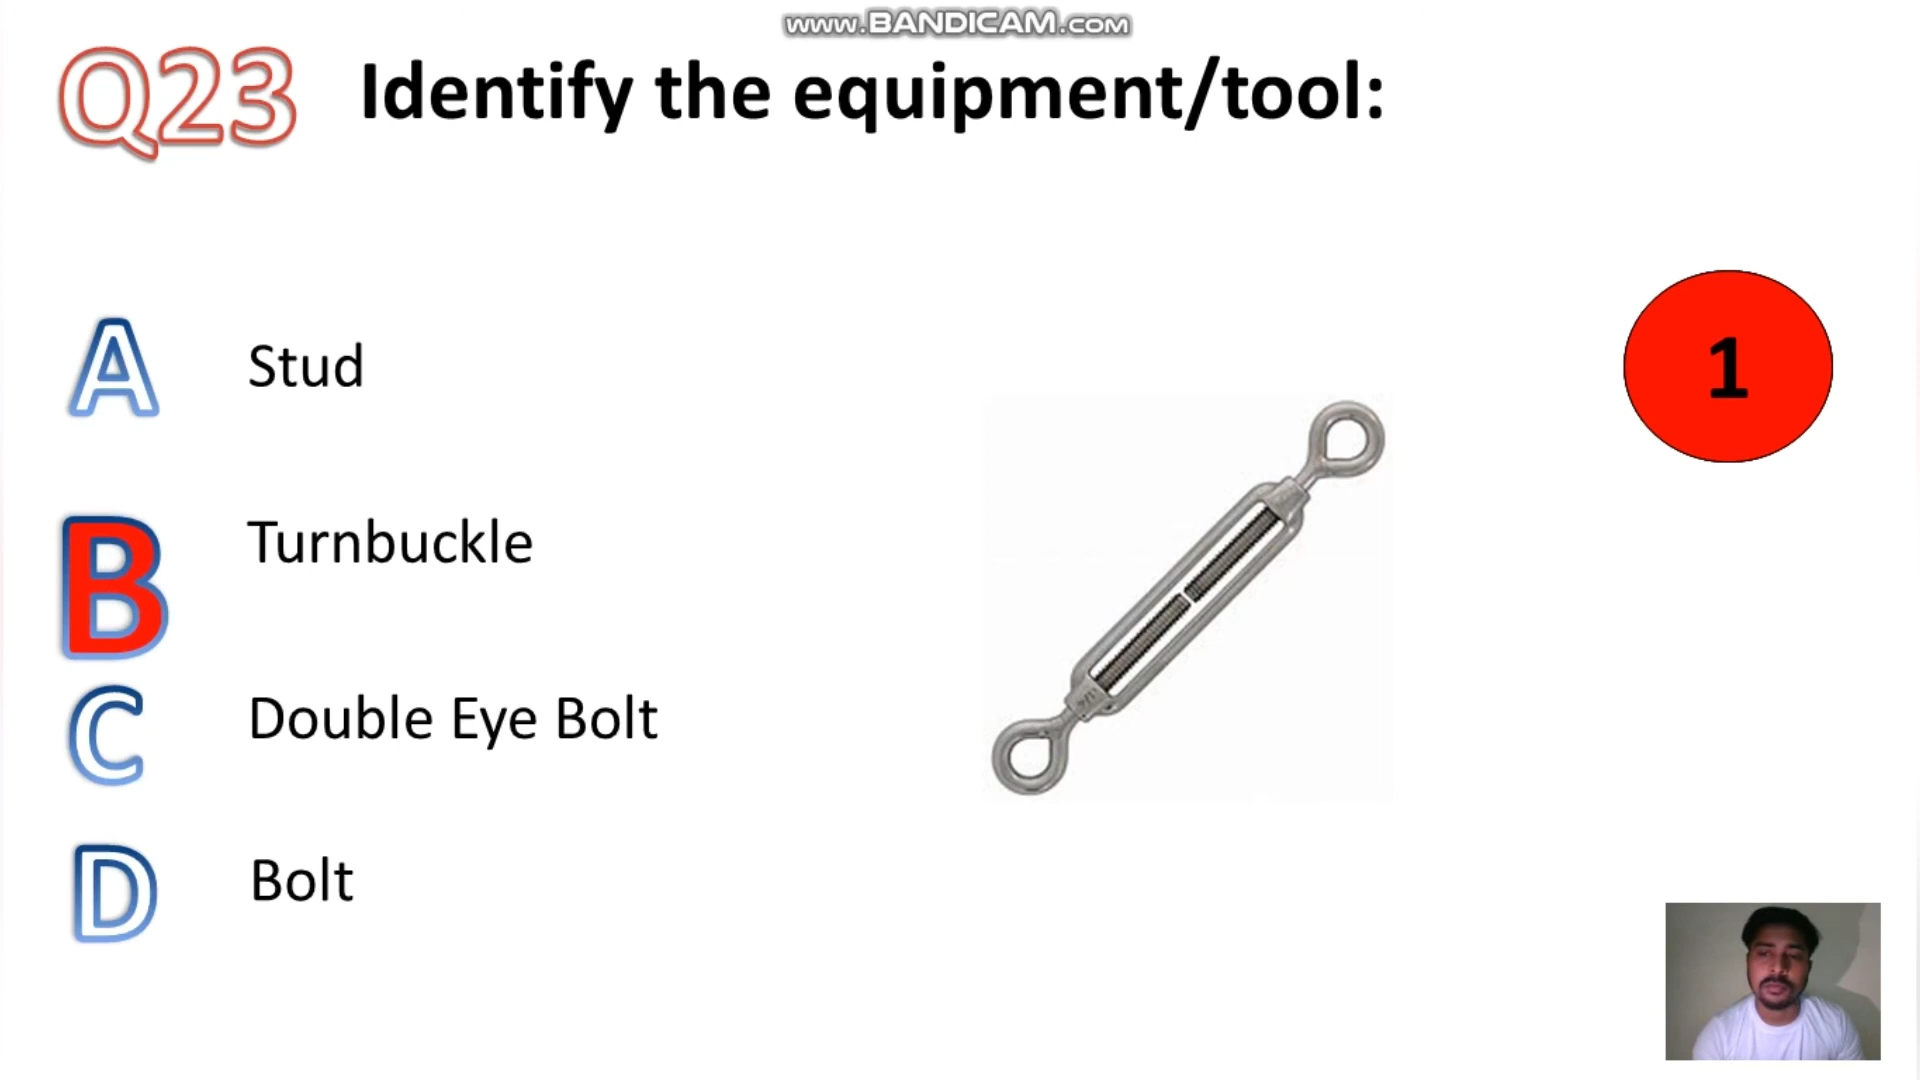 www.BANDICAM.com
Q23 Identify the equipment/tool:
A Stud
1
B Turnbuckle
C Double Eye Bolt
D Bolt